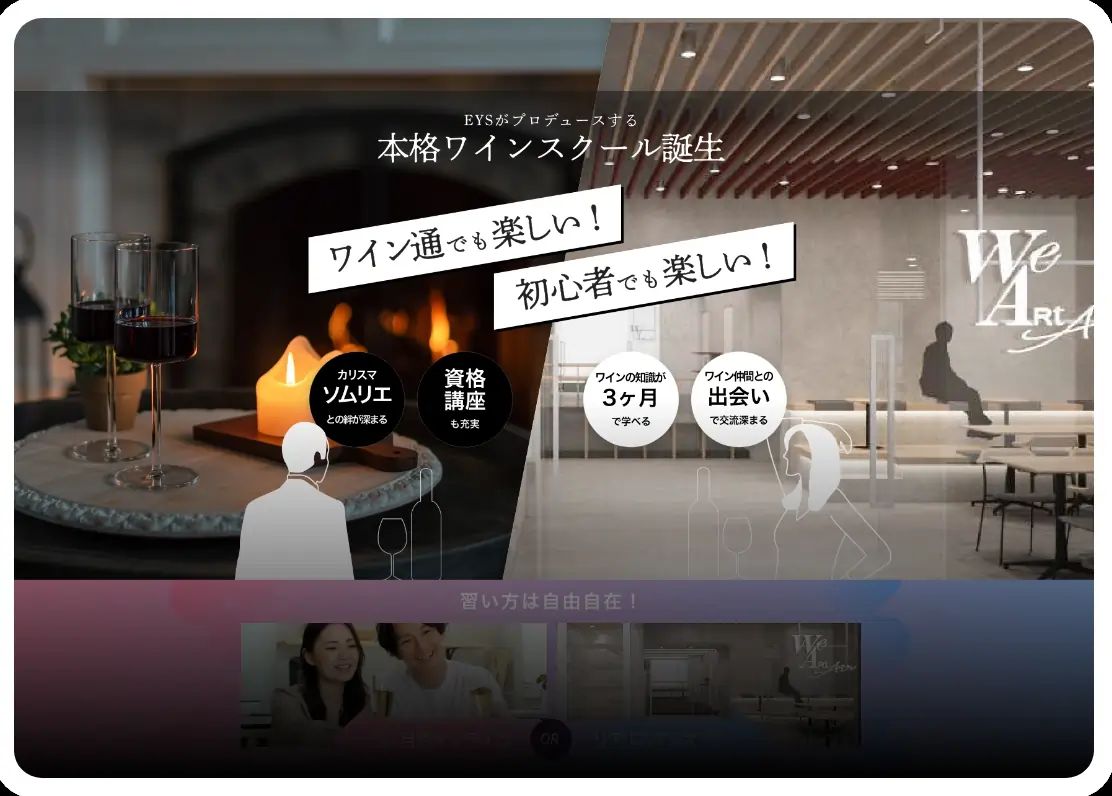 EYSがプロデュースする
本格ワインスクール誕生
ワイン通でも楽しい！
初心者でも楽しい！
We
Art
カリスマ
ソムリエ
との絆が深まる
資格
講座
も充実
ワインの知識が
3ヶ月
で学べる
ワイン仲間との
出会い
で交流深まる
習い方は自由自在！
We
Art
OR